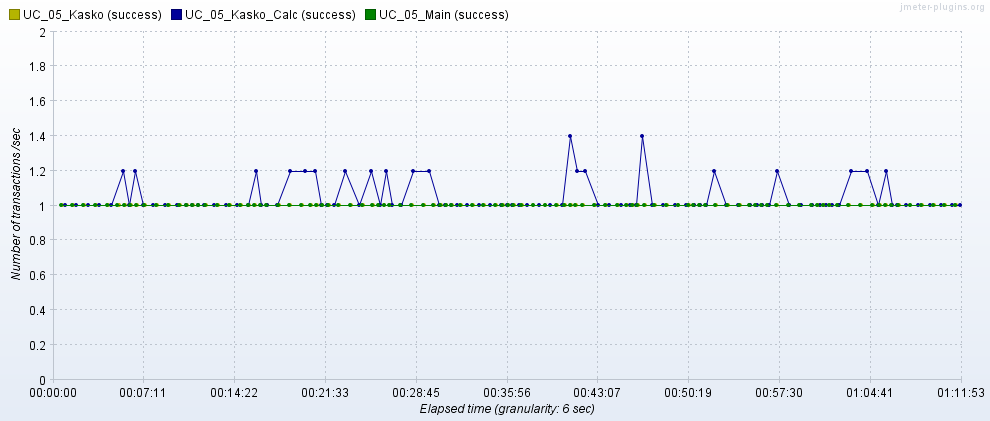 UC_05_Kasko (success) UC_05_Kasko_Calc (success) UC_05_Main (success)
jmeter-plugins.org
Number of transactions /sec
2
1.8
1.6
1.4
1.2
1
0.8
0.6
0.4
0.2
0
00:00:00 00:07:11 00:14:22 00:21:33 00:28:45 00:35:56 00:43:07 00:50:19 00:57:30 01:04:41 01:11:53
Elapsed time (granularity: 6 sec)